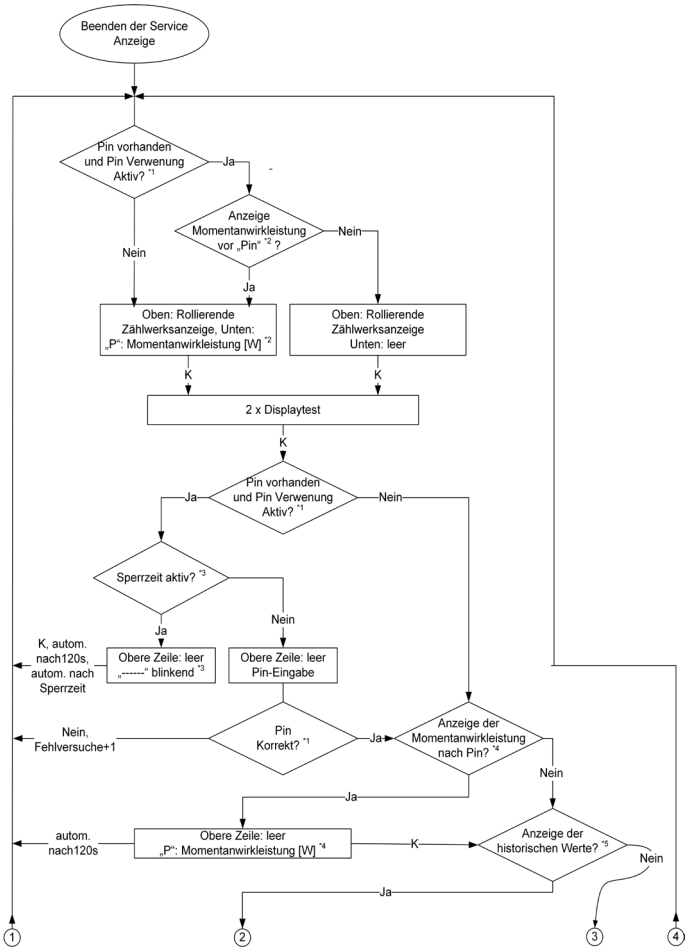 Beenden der Service
Anzeige
Pin vorhanden
und Pin Verwenung
Aktiv? *1
Ja
-
Anzeige
Momentanwirkleistung
vor „Pin“ *2 ?
Nein
Nein
Ja
Oben: Rollierende
Zählwerksanzeige, Unten:
„P“: Momentanwirkleistung [W] *2
Oben: Rollierende
Zählwerksanzeige
Unten: leer
K
K
2 x Displaytest
K
Pin vorhanden
und Pin Verwenung
Aktiv? *1
Ja
Nein
Sperrzeit aktiv? *3
Nein
Ja
K, autom.
nach120s,
autom. nach
Sperrzeit
Obere Zeile: leer
„------“ blinkend *3
Obere Zeile: leer
Pin-Eingabe
Nein,
Fehlversuche+1
Pin
Korrekt? *1
Ja
Anzeige der
Momentanwirkleistung
nach Pin? *4
Nein
Ja
autom.
nach120s
Obere Zeile: leer
„P“: Momentanwirkleistung [W] *4
K
Anzeige der
historischen Werte? *5
Nein
Ja
1
2
3
4